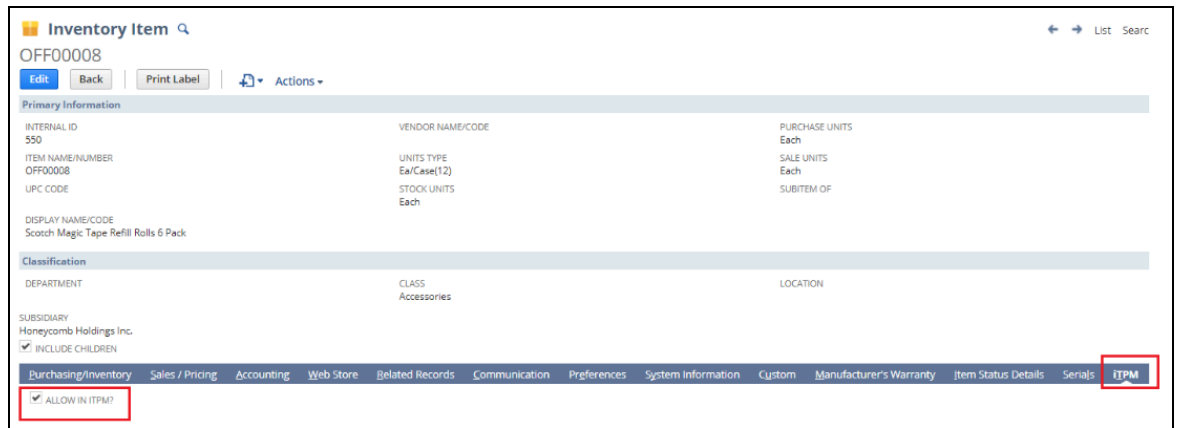 Inventory Item
List Searc
OFF00008
Edit Back Print Label Actions
Primary Information
INTERNAL ID VENDOR NAME/CODE PURCHASE UNITS
550 Each
ITEM NAME/NUMBER UNITS TYPE SALE UNITS
OFF00008 Ea/Case(12) Each
UPC CODE STOCK UNITS SUBITEM OF
Each
DISPLAY NAME/CODE
Scotch Magic Tape Refill Rolls 6 Pack
Classification
DEPARTMENT CLASS LOCATION
Accessories
SUBSIDIARY
Honeycomb Holdings Inc.
INCLUDE CHILDREN
Purchasing/Inventory Sales / Pricing Accounting Web Store Related Records Communication Preferences System Information Custom Manufacturer's Warranty Item Status Details Serials iTPM
ALLOW IN ITPM?